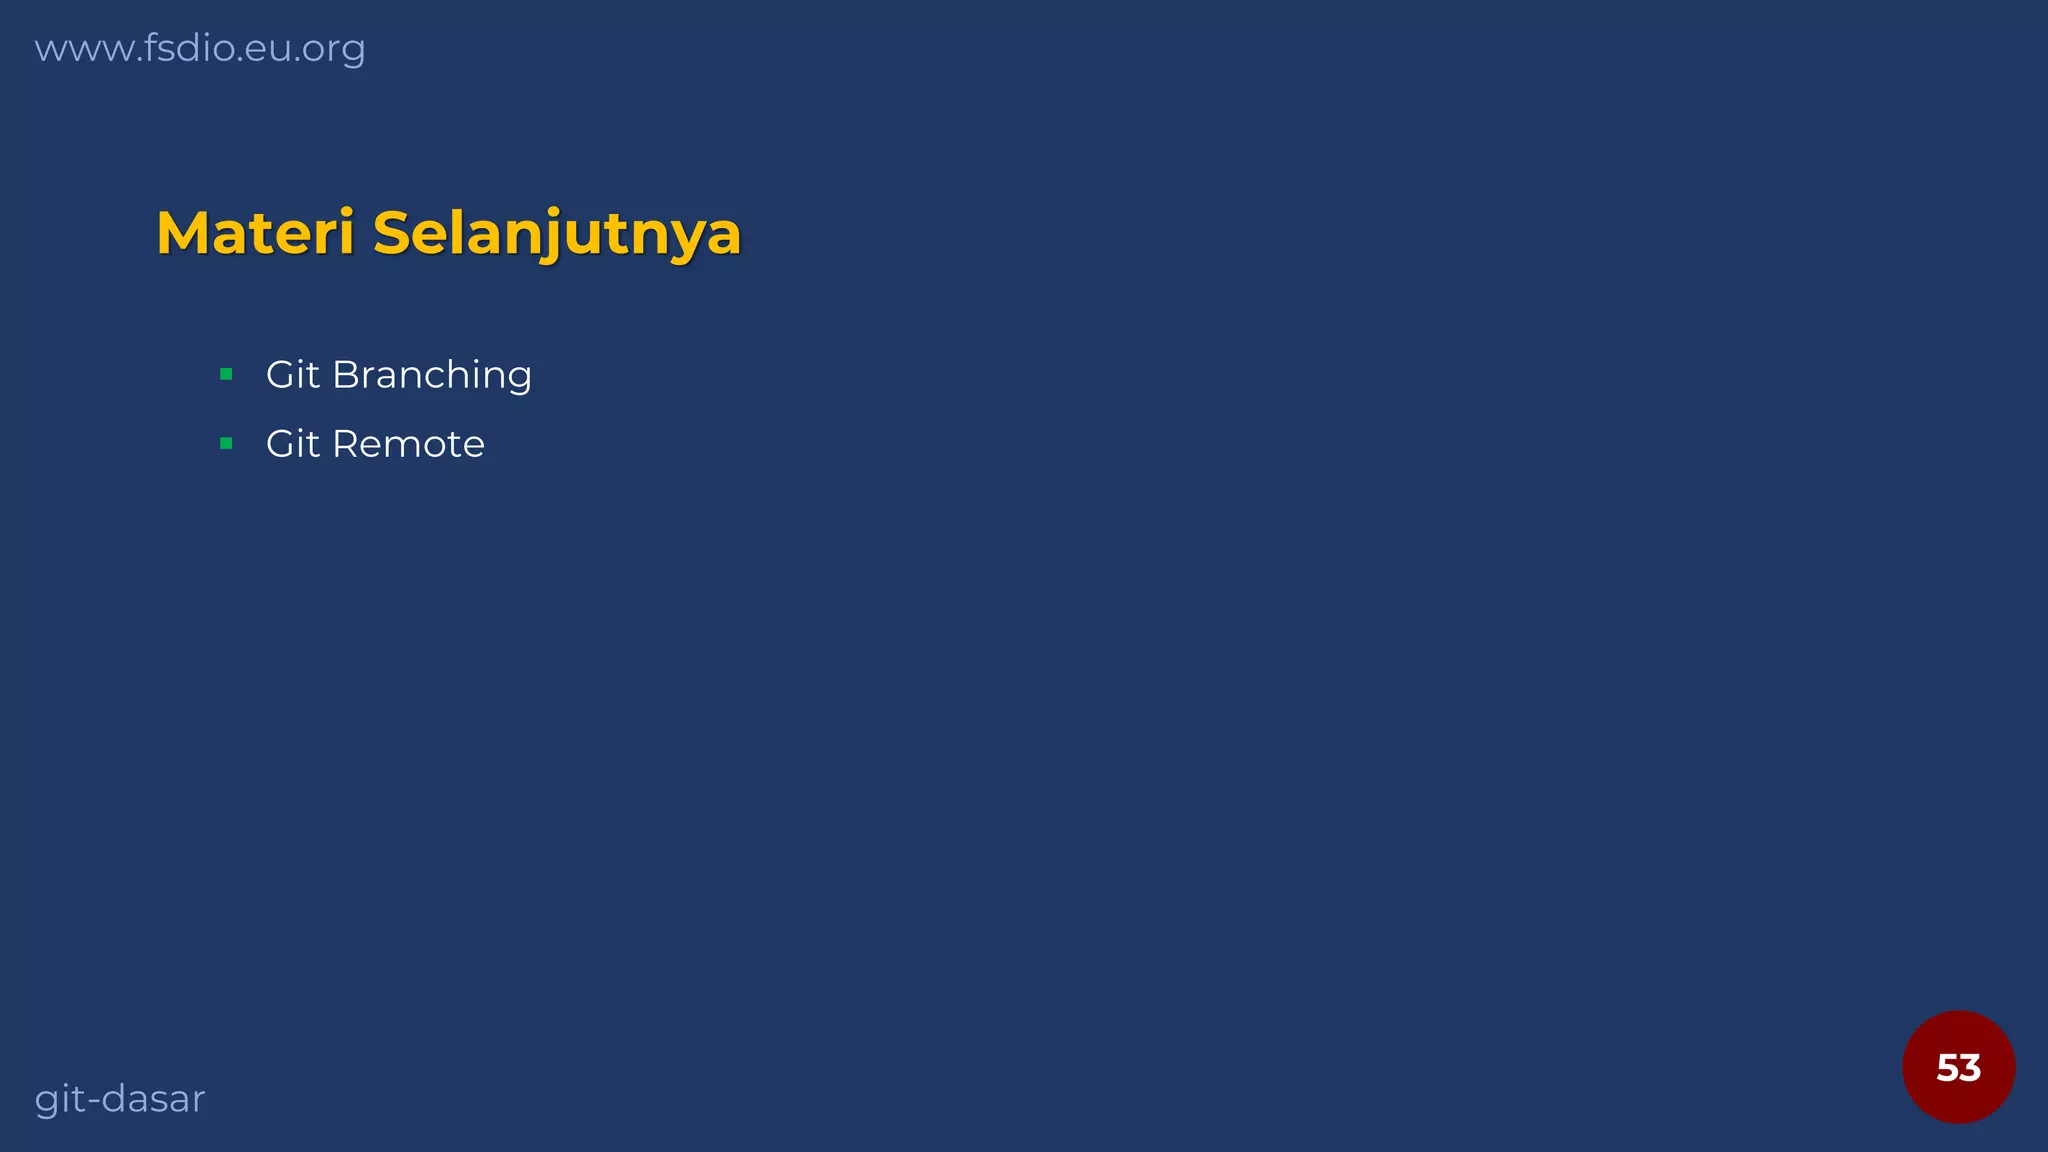 www.fsdio.eu.org
Materi Selanjutnya
▪ Git Branching
▪ Git Remote
53
git-dasar